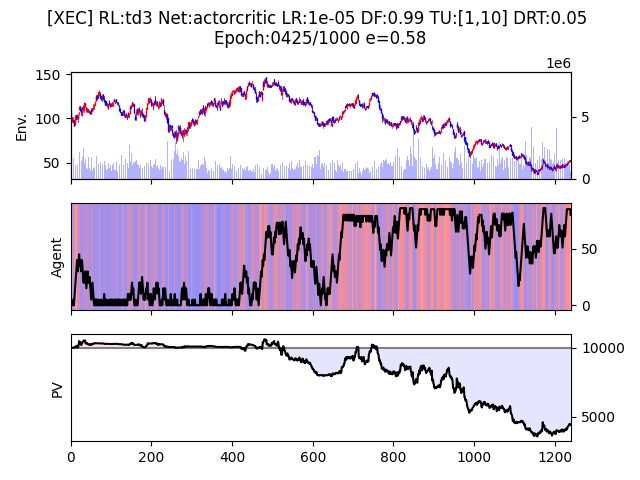 [XEC] RL:td3 Net:actorcritic LR:1e-05 DF:0.99 TU:[1,10] DRT:0.05
Epoch:0425/1000 e=0.58
1e6
150
100
50
Env.
5
0
Agent
50
0
PV
10000
5000
0
200
400
600
800
1000
1200